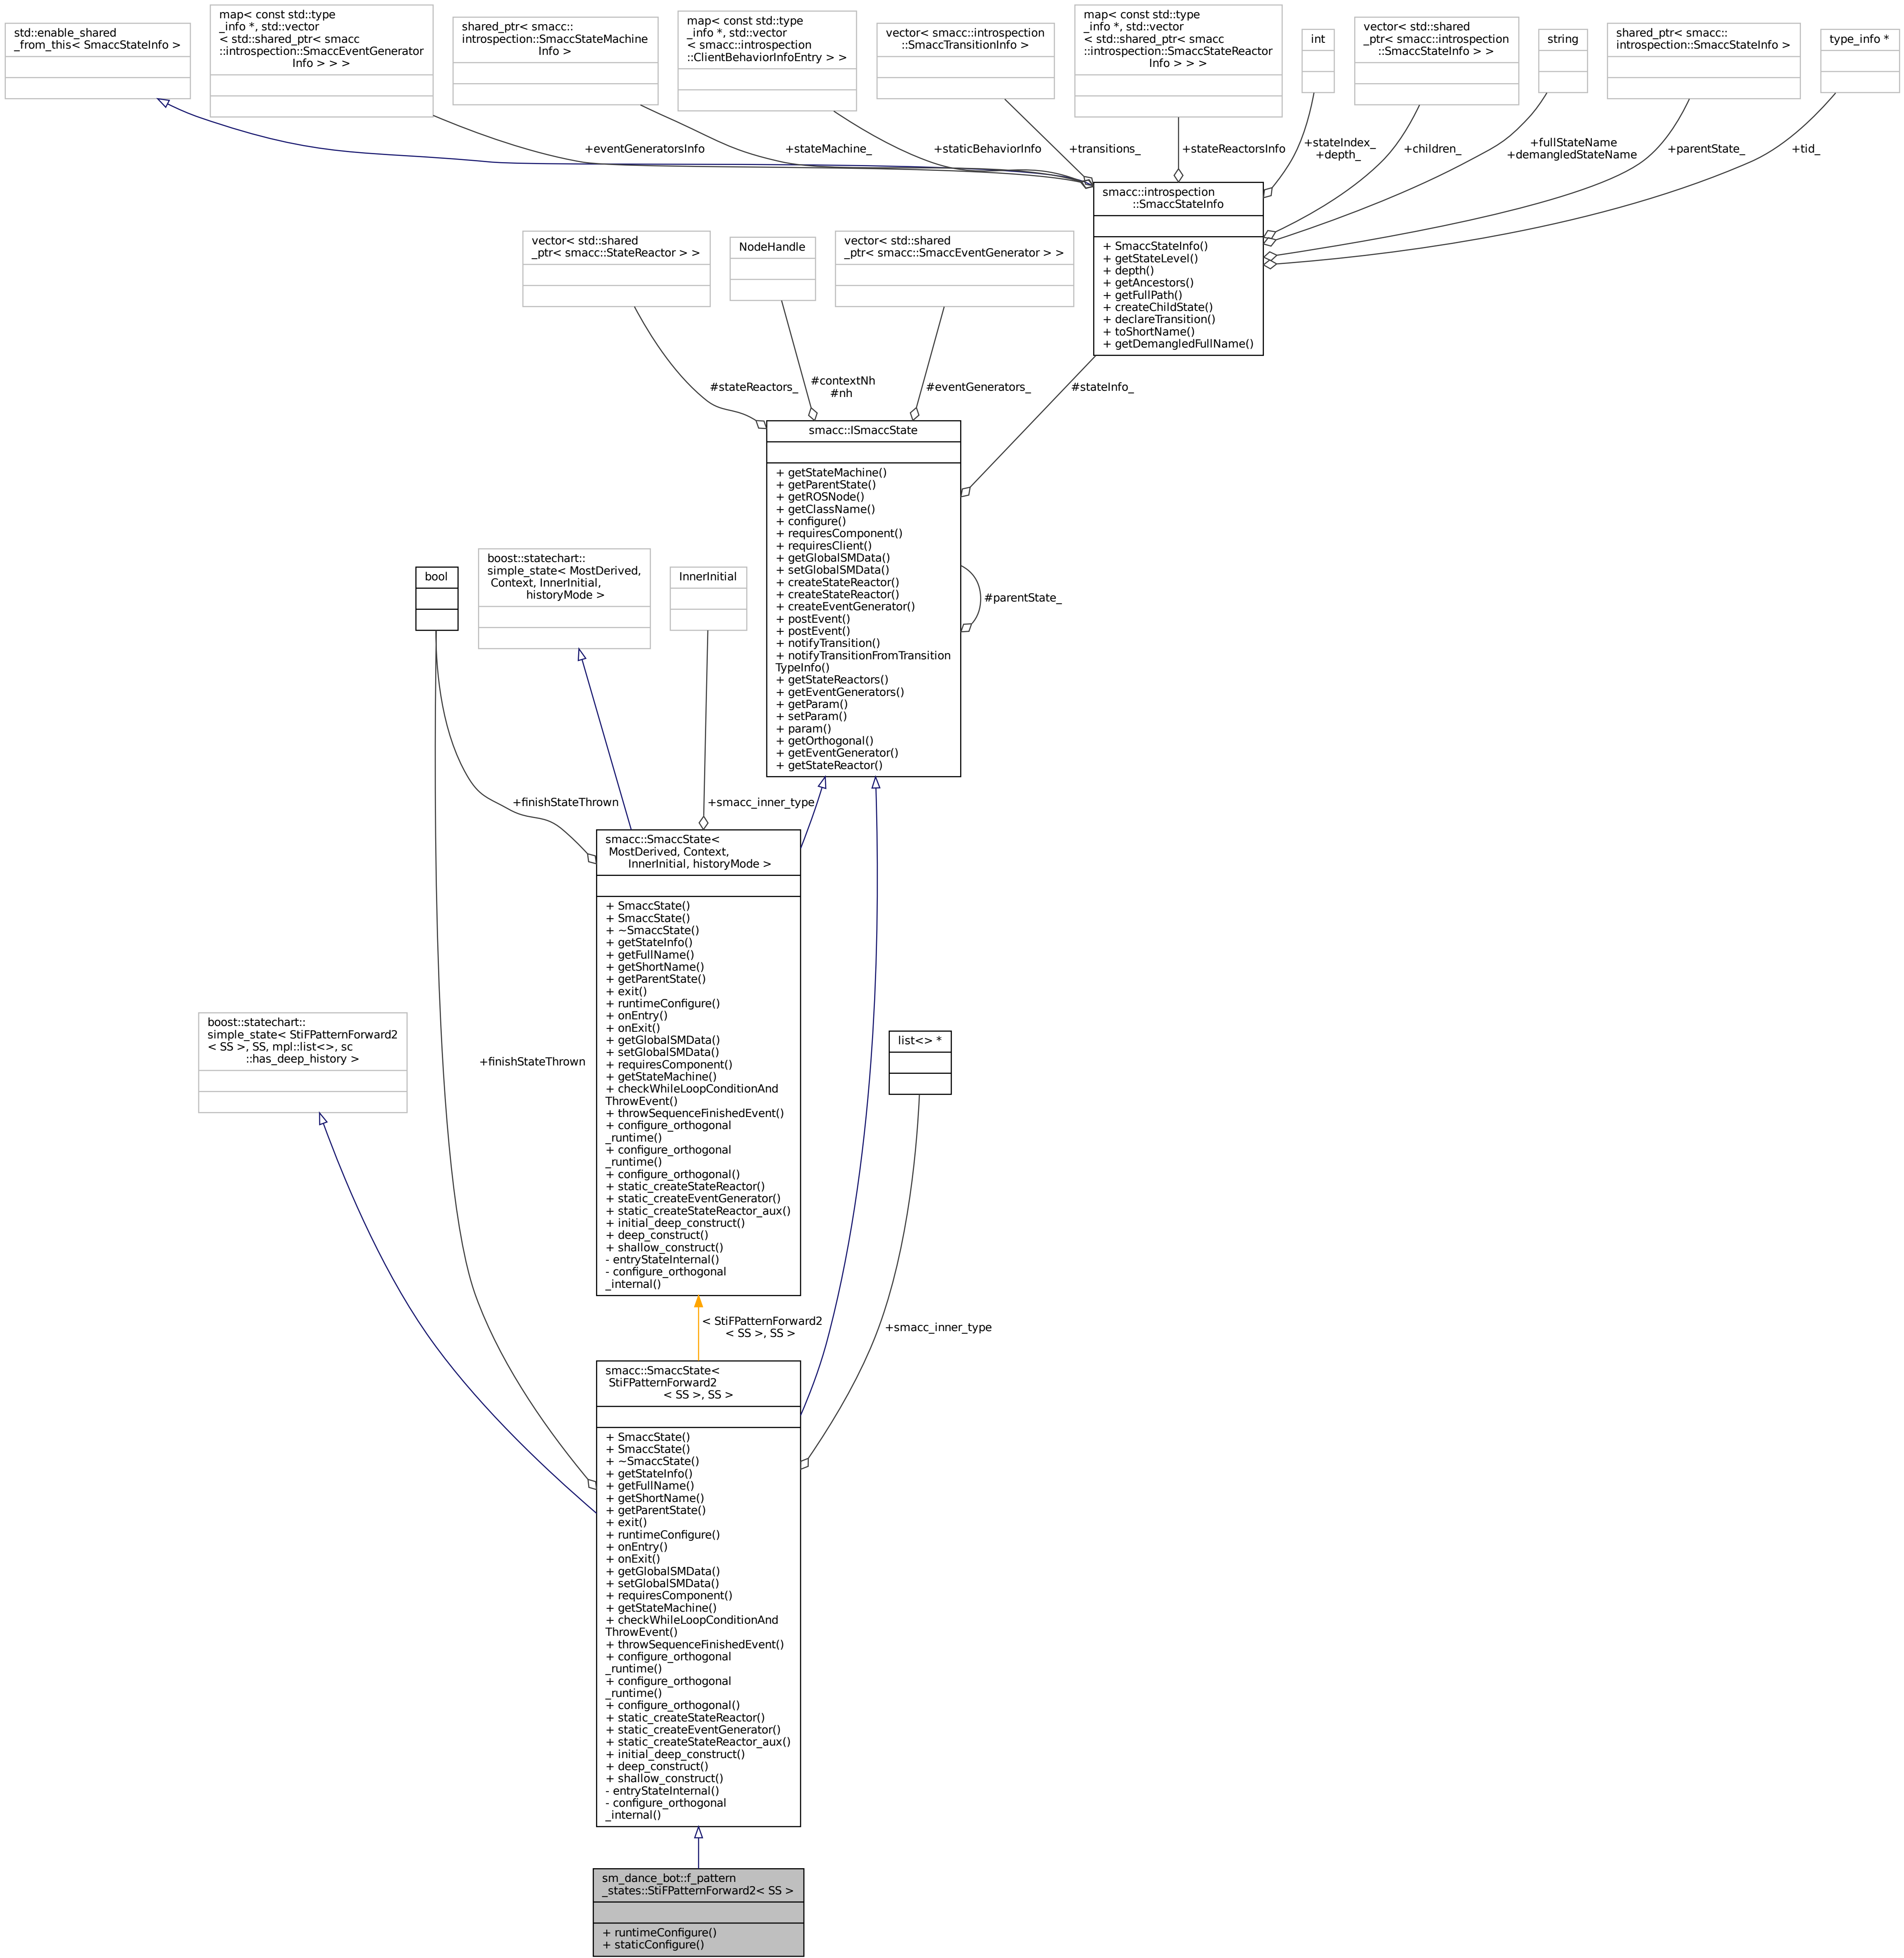 std::enable_shared
_from_this< SmaccStateInfo >
map< const std::type
_info *, std::vector
< std::shared_ptr< smacc
::introspection::SmaccEventGenerator
Info > > >
shared_ptr< smacc::
introspection::SmaccStateMachine
Info >
map< const std::type
_info *, std::vector
< smacc::introspection
::ClientBehaviorInfoEntry > >
vector< smacc::introspection
::SmaccTransitionInfo >
map< const std::type
_info *, std::vector
< std::shared_ptr< smacc
::introspection::SmaccStateReactor
Info > > >
int
vector< std::shared
_ptr< smacc::introspection
::SmaccStateInfo > >
string
shared_ptr< smacc::
introspection::SmaccStateInfo >
type_info *
+eventGeneratorsInfo
+stateMachine_
+staticBehaviorInfo
+transitions_
+stateReactorsInfo
+stateIndex_
+depth_
+children_
+fullStateName
+demangledStateName
+parentState_
+tid_
smacc::introspection
::SmaccStateInfo
+ SmaccStateInfo()
+ getStateLevel()
+ depth()
+ getAncestors()
+ getFullPath()
+ createChildState()
+ declareTransition()
+ toShortName()
+ getDemangledFullName()
vector< std::shared
_ptr< smacc::StateReactor > >
NodeHandle
vector< std::shared
_ptr< smacc::SmaccEventGenerator > >
#stateReactors_
#contextNh
#nh
#eventGenerators_
#stateInfo_
smacc::ISmaccState
+ getStateMachine()
+ getParentState()
+ getROSNode()
+ getClassName()
+ configure()
+ requiresComponent()
+ requiresClient()
+ getGlobalSMData()
+ setGlobalSMData()
+ createStateReactor()
+ createStateReactor()
+ createEventGenerator()
+ postEvent()
+ postEvent()
+ notifyTransition()
+ notifyTransitionFromTransition
TypeInfo()
+ getStateReactors()
+ getEventGenerators()
+ getParam()
+ setParam()
+ param()
+ getOrthogonal()
+ getEventGenerator()
+ getStateReactor()
#parentState_
bool
boost::statechart::
simple_state< MostDerived,
Context, InnerInitial,
historyMode >
InnerInitial
+finishStateThrown
+smacc_inner_type
smacc::SmaccState<
MostDerived, Context,
InnerInitial, historyMode >
+ SmaccState()
+ SmaccState()
+ ~SmaccState()
+ getStateInfo()
+ getFullName()
+ getShortName()
+ getParentState()
+ exit()
+ runtimeConfigure()
+ onEntry()
+ onExit()
+ getGlobalSMData()
+ setGlobalSMData()
+ requiresComponent()
+ getStateMachine()
+ checkWhileLoopConditionAnd
ThrowEvent()
+ throwSequenceFinishedEvent()
+ configure_orthogonal
_runtime()
+ configure_orthogonal
_runtime()
+ configure_orthogonal()
+ static_createStateReactor()
+ static_createEventGenerator()
+ static_createStateReactor_aux()
+ initial_deep_construct()
+ deep_construct()
+ shallow_construct()
- entryStateInternal()
- configure_orthogonal
_internal()
boost::statechart::
simple_state< StiFPatternForward2
< SS >, SS, mpl::list<>, sc
::has_deep_history >
+finishStateThrown
list<> *
< StiFPatternForward2
< SS >, SS >
+smacc_inner_type
smacc::SmaccState<
StiFPatternForward2
< SS >, SS >
+ SmaccState()
+ SmaccState()
+ ~SmaccState()
+ getStateInfo()
+ getFullName()
+ getShortName()
+ getParentState()
+ exit()
+ runtimeConfigure()
+ onEntry()
+ onExit()
+ getGlobalSMData()
+ setGlobalSMData()
+ requiresComponent()
+ getStateMachine()
+ checkWhileLoopConditionAnd
ThrowEvent()
+ throwSequenceFinishedEvent()
+ configure_orthogonal
_runtime()
+ configure_orthogonal
_runtime()
+ configure_orthogonal()
+ static_createStateReactor()
+ static_createEventGenerator()
+ static_createStateReactor_aux()
+ initial_deep_construct()
+ deep_construct()
+ shallow_construct()
- entryStateInternal()
- configure_orthogonal
_internal()
sm_dance_bot::f_pattern
_states::StiFPatternForward2< SS >
+ runtimeConfigure()
+ staticConfigure()